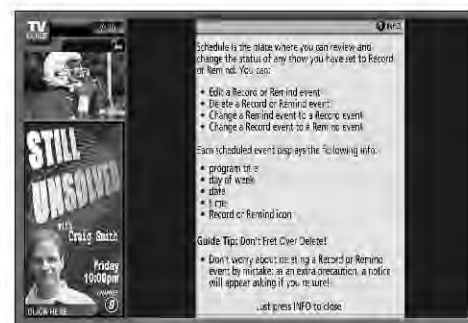 TV
GUIDE
INFO
Schedule is the place where you can review and
change the status of any show you have set to Record
or Remind. You can:
• Edit a Record or Remind event
• Delete a Record or Remind event
• Change a Remind event to a Record event
• Change a Record event to a Remind event
Each scheduled event displays the following info:
• program title
• day of week
• date
• time
• Record or Remind icon
Guide Tip: Don't Fret Over Delete!
• Don't worry about deleting a Record or Remind
event by mistake; as an extra precaution, a notice
will appear asking if you're sure!
Just press INFO to close
STILL
UNSOLVED
with
Craig Smith
Friday
10:00pm
CHANNEL
CLICK HERE